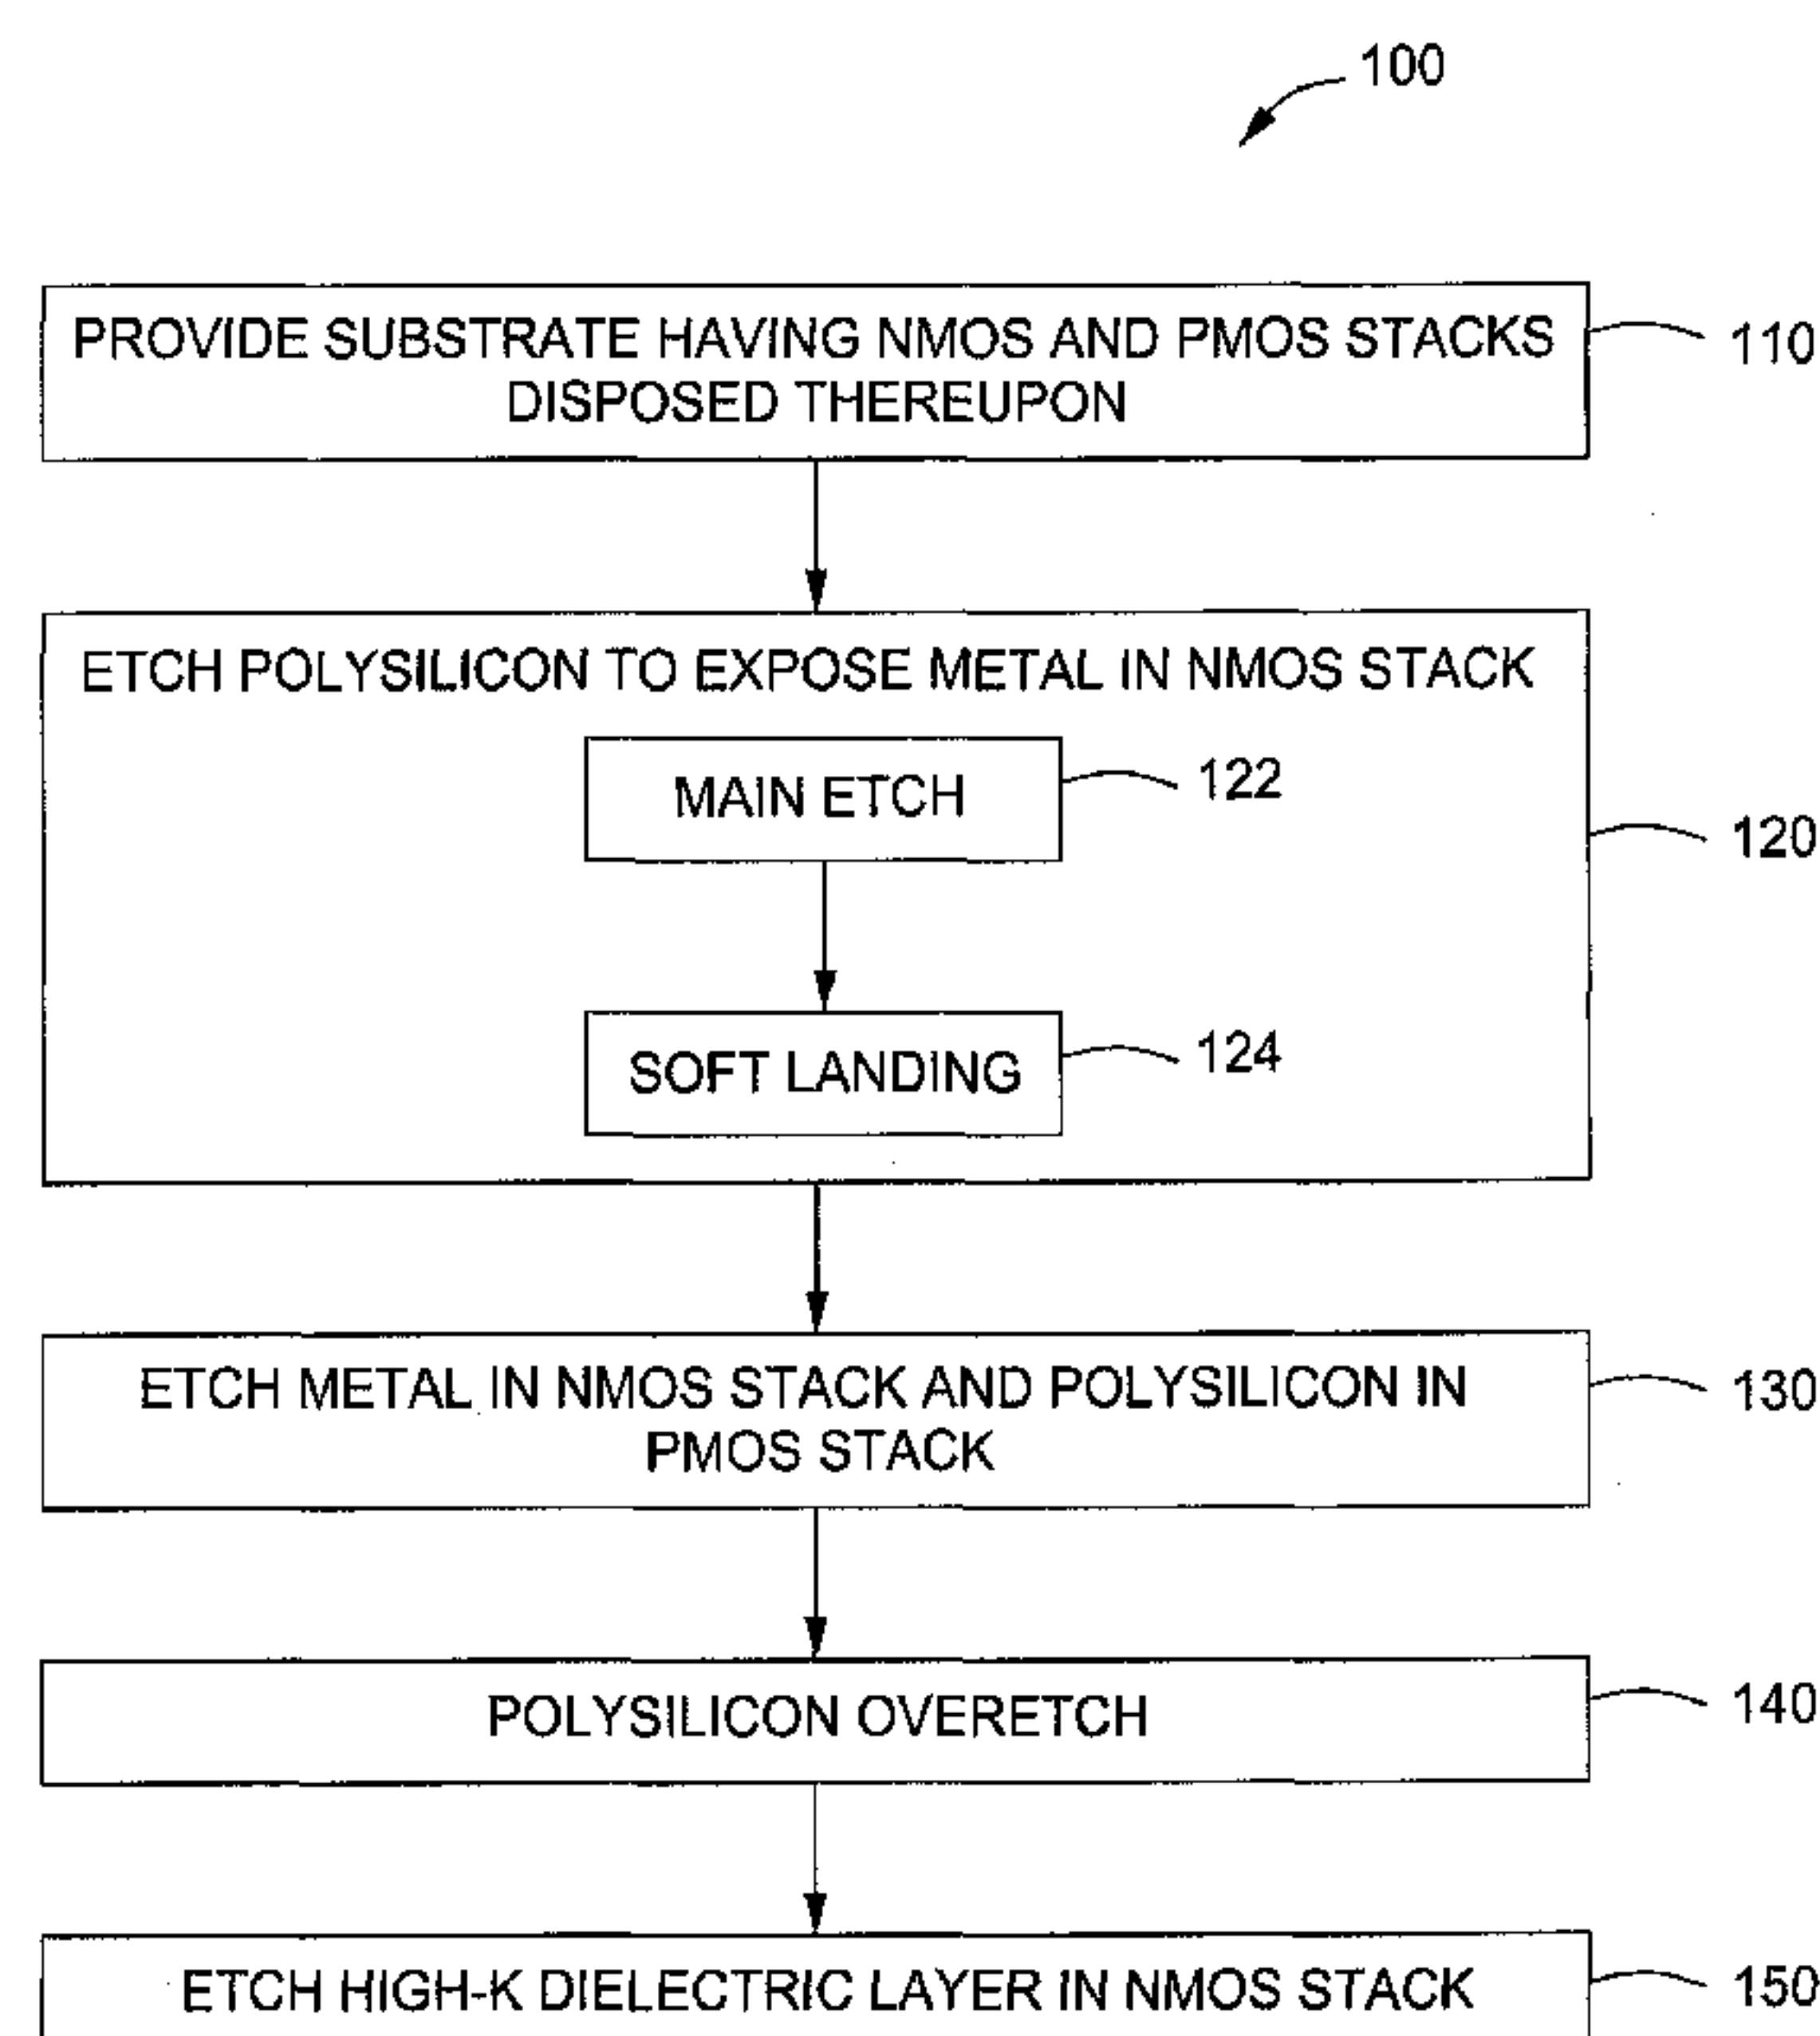 100
PROVIDE SUBSTRATE HAVING NMOS AND PMOS STACKS
DISPOSED THEREUPON
110
ETCH POLYSILICON TO EXPOSE METAL IN NMOS STACK
MAIN ETCH
122
120
SOFT LANDING
124
ETCH METAL IN NMOS STACK AND POLYSILICON IN
PMOS STACK
130
POLYSILICON OVERETCH
140
ETCH HIGH-K DIELECTRIC LAYER IN NMOS STACK
150